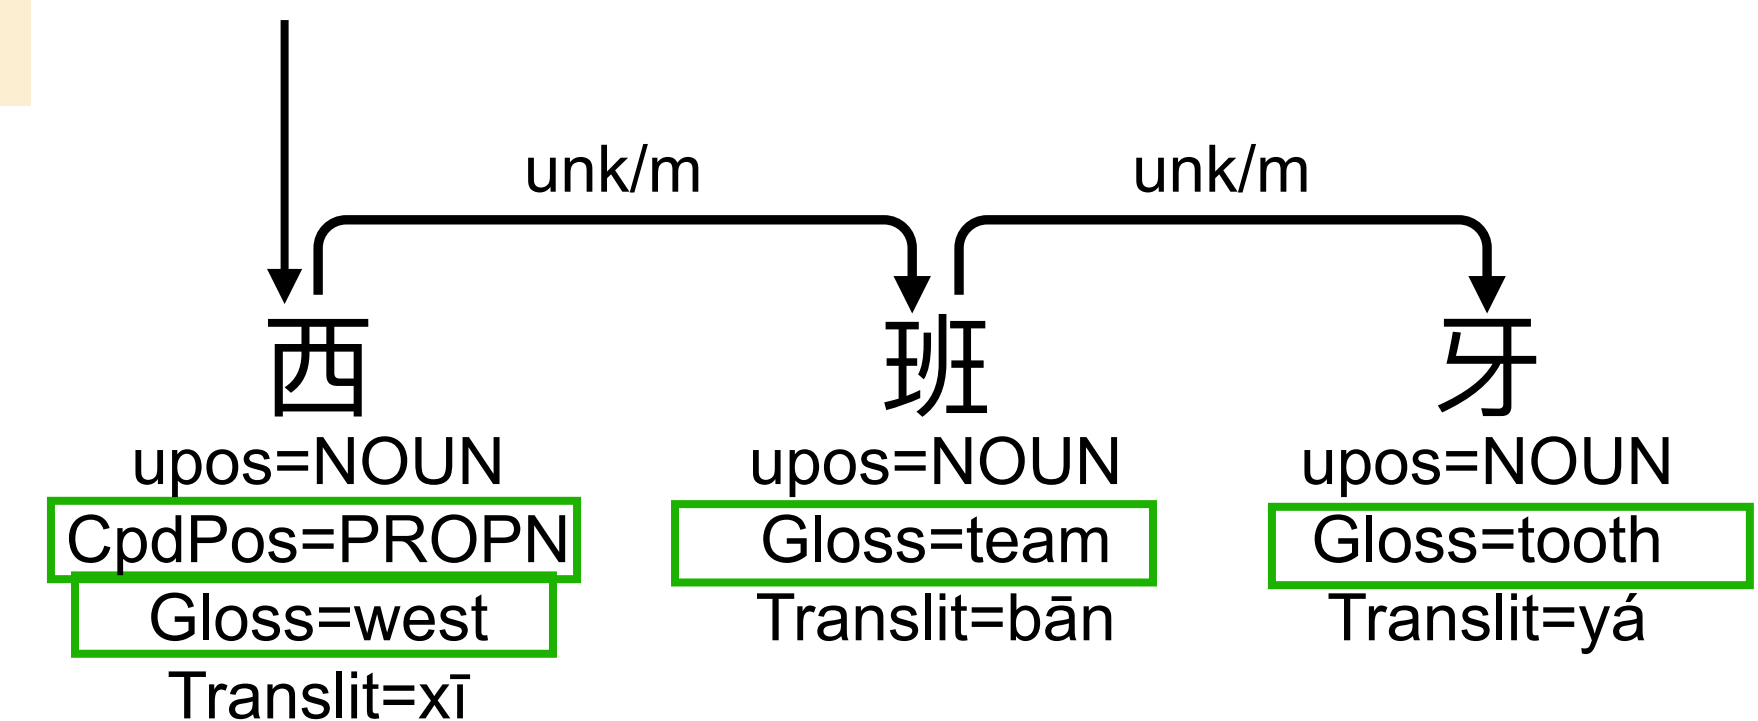 unk/m unk/m
西 班 牙
upos=NOUN upos=NOUN upos=NOUN
CpdPos=PROPN Gloss=team Gloss=tooth
Gloss=west Translit=bān Translit=yá
Translit=xī